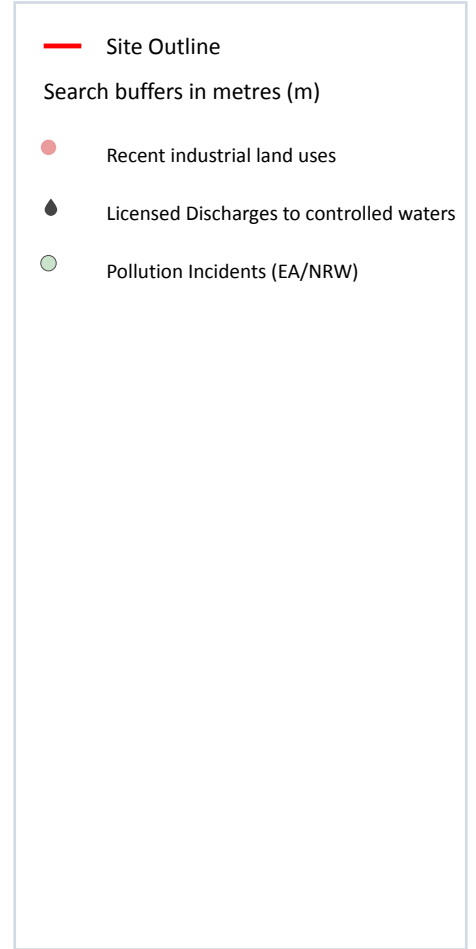 Site Outline
Search buffers in metres (m)
Recent industrial land uses
Licensed Discharges to controlled waters
Pollution Incidents (EA/NRW)